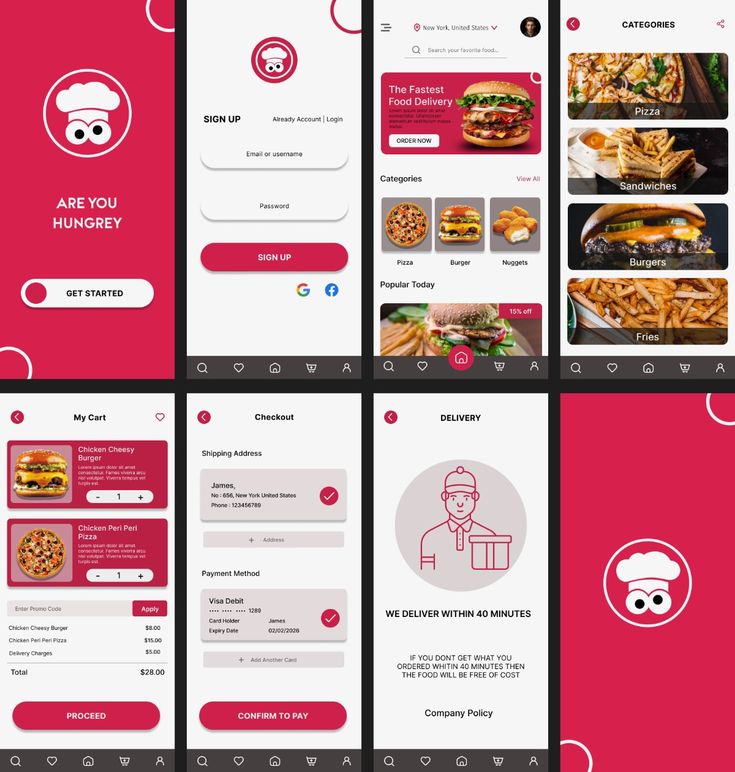 ARE YOU
HUNGREY
GET STARTED
SIGN UP
Already Account | Login
Email or username
Password
SIGN UP
New York, United States
Search your favorite food...
The Fastest
Food Delivery
Lorem ipsum dolor sit amet
consectetur. Ullamcorper
elementum vestibulum massa
ORDER NOW
Categories
View All
Pizza
Burger
Nuggets
Popular Today
15% off
CATEGORIES
Pizza
Sandwiches
Burgers
Fries
My Cart
Chicken Cheesy
Burger
Lorem ipsum dolor sit amet
consectetur. Fames viverra arcu
nisl volutpat. Viverra tempus vel
turpis est.
- 1 +
Chicken Peri Peri
Pizza
Lorem ipsum dolor sit amet
consectetur. Fames viverra arcu
nisl volutpat. Viverra tempus vel
turpis est.
- 1 +
Enter Promo Code
Apply
Chicken Cheesy Burger $8.00
Chicken Peri Peri Pizza $15.00
Delivery Charges $5.00
Total $28.00
PROCEED
Checkout
Shipping Address
James,
No : 656, New York United States
Phone : 123456789
+ Address
Payment Method
Visa Debit
•••• •••• •••• 1289
Card Holder James
Expiry Date 02/02/2026
+ Add Another Card
CONFIRM TO PAY
DELIVERY
WE DELIVER WITHIN 40 MINUTES
IF YOU DONT GET WHAT YOU
ORDERED WHITIN 40 MINUTES THEN
THE FOOD WILL BE FREE OF COST
Company Policy